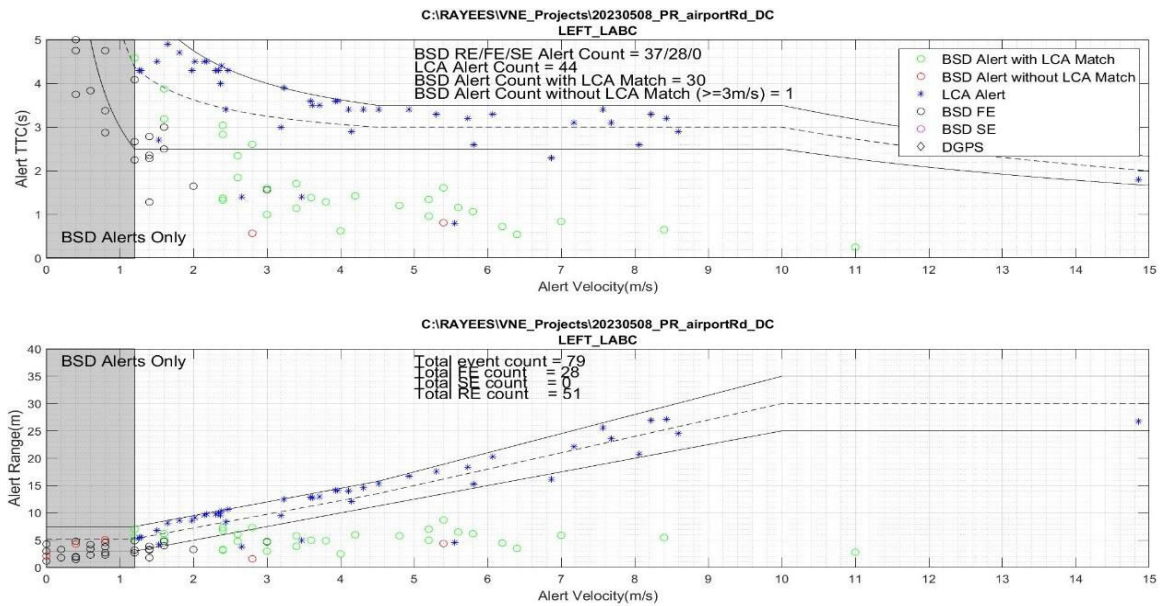 C:\RAYEES\VNE_Projects\20230508_PR_airportRd_DC
LEFT_LABC
BSD RE/FE/SE Alert Count = 37/28/0
LCA Alert Count = 44
BSD Alert Count with LCA Match = 30
BSD Alert Count without LCA Match (>=3m/s) = 1
BSD Alert with LCA Match
BSD Alert without LCA Match
LCA Alert
BSD FE
BSD SE
DGPS
Alert TTC(s)
5
4
3
2
1
0
BSD Alerts Only
0 1 2 3 4 5 6 7 8 9 10 11 12 13 14 15
Alert Velocity(m/s)
C:\RAYEES\VNE_Projects\20230508_PR_airportRd_DC
LEFT_LABC
BSD Alerts Only
Total event count = 79
Total FE count = 28
Total SE count = 0
Total RE count = 51
Alert Range(m)
40
35
30
25
20
15
10
5
0
0 1 2 3 4 5 6 7 8 9 10 11 12 13 14 15
Alert Velocity(m/s)